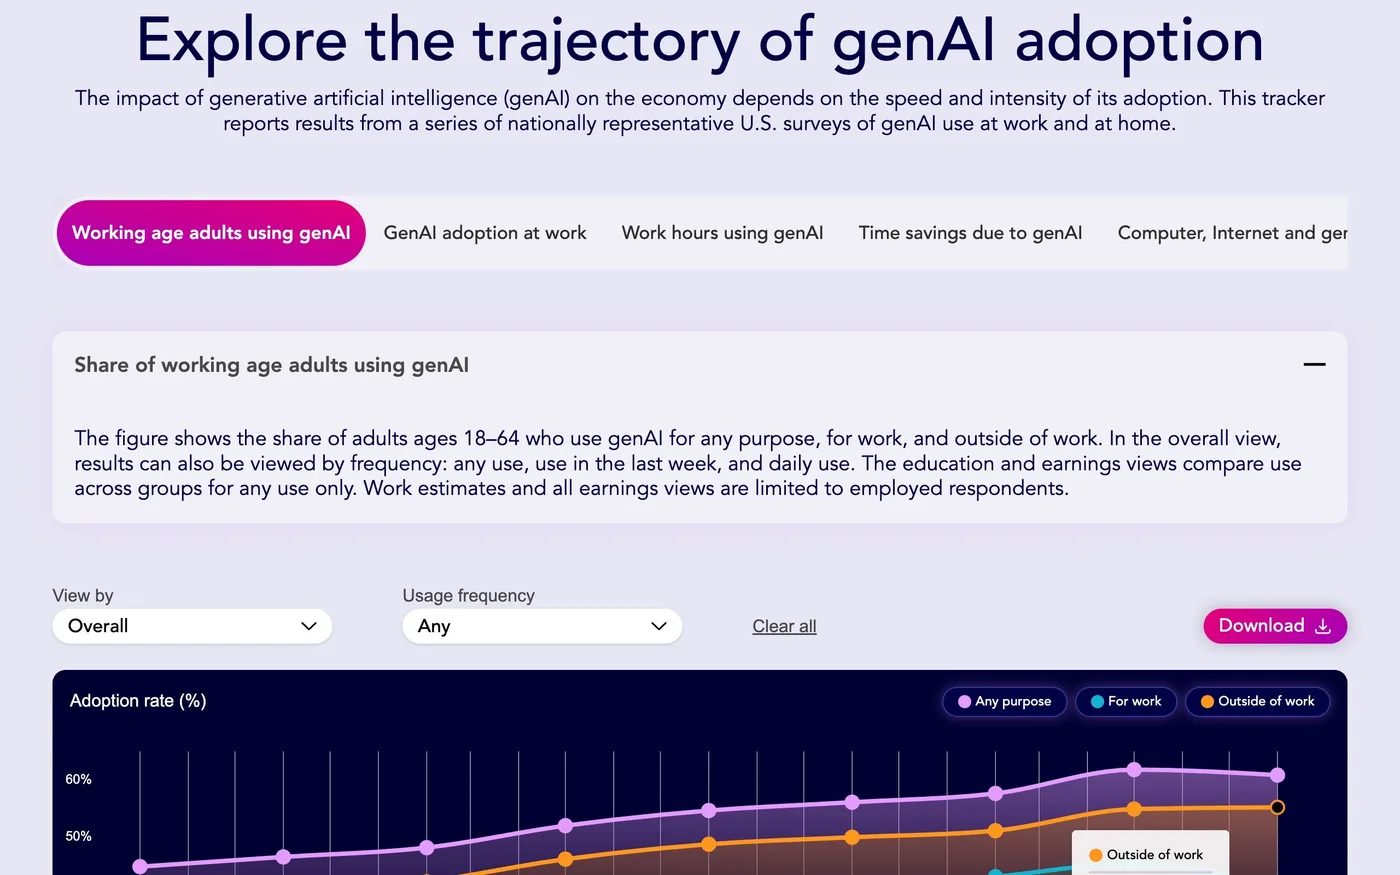 Explore the trajectory of genAI adoption
The impact of generative artificial intelligence (genAI) on the economy depends on the speed and intensity of its adoption. This tracker
reports results from a series of nationally representative U.S. surveys of genAI use at work and at home.
Working age adults using genAI
GenAI adoption at work
Work hours using genAI
Time savings due to genAI
Computer, Internet and
Share of working age adults using genAI
The figure shows the share of adults ages 18–64 who use genAI for any purpose, for work, and outside of work. In the overall view,
results can also be viewed by frequency: any use, use in the last week, and daily use. The education and earnings views compare use
across groups for any use only. Work estimates and all earnings views are limited to employed respondents.
View by
Usage frequency
Overall
Any
Clear all
Download
Adoption rate (%)
Any purpose
For work
Outside of work
60%
50%
Outside of work